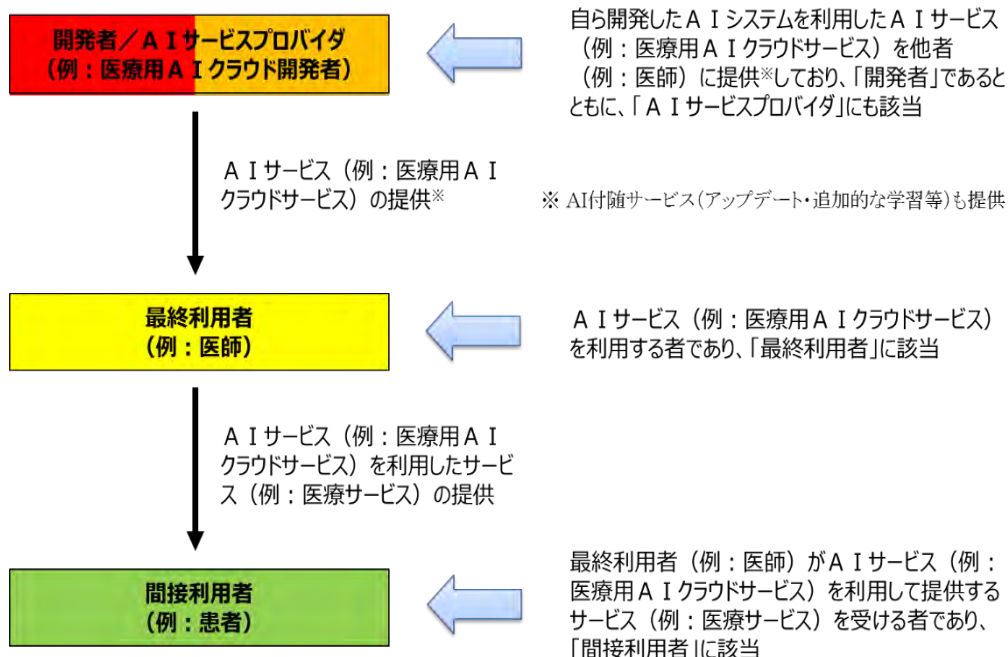 開発者／ＡＩサービスプロバイダ
（例：医療用ＡＩクラウド開発者）
自ら開発したＡＩシステムを利用したＡＩサービス
（例：医療用ＡＩクラウドサービス）を他者
（例：医師）に提供※しており、「開発者」であると
ともに、「ＡＩサービスプロバイダ」にも該当
ＡＩサービス（例：医療用ＡＩ
クラウドサービス）の提供※
※ AI付随サービス(アップデート・追加的な学習等)も提供
最終利用者
（例：医師）
ＡＩサービス（例：医療用ＡＩクラウドサービス）
を利用する者であり、「最終利用者」に該当
ＡＩサービス（例：医療用ＡＩ
クラウドサービス）を利用したサービ
ス（例：医療サービス）の提供
間接利用者
（例：患者）
最終利用者（例：医師）がＡＩサービス（例：
医療用ＡＩクラウドサービス）を利用して提供する
サービス（例：医療サービス）を受ける者であり、
「間接利用者」に該当